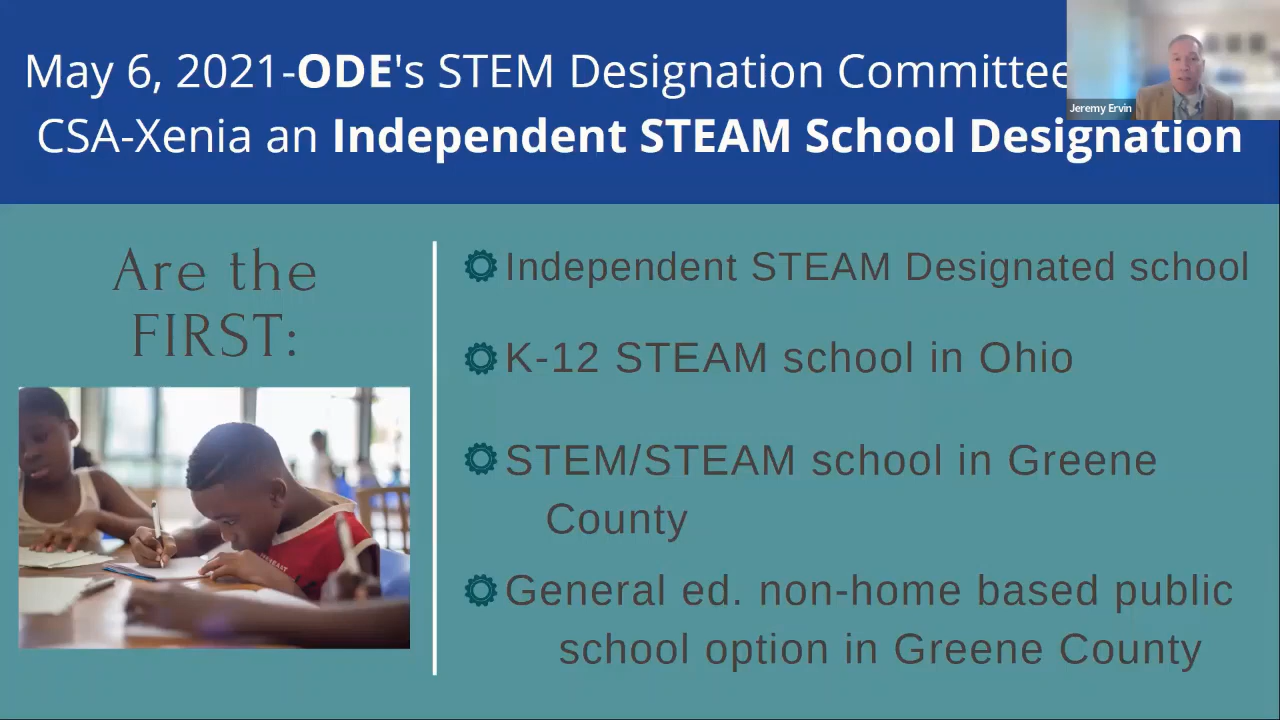 May 6, 2021-ODE's STEM Designation Committee
CSA-Xenia an Independent STEAM School Designation
Jeremy Ervin
Are the
FIRST:
Independent STEAM Designated school
K-12 STEAM school in Ohio
STEM/STEAM school in Greene
County
General ed. non-home based public
school option in Greene County